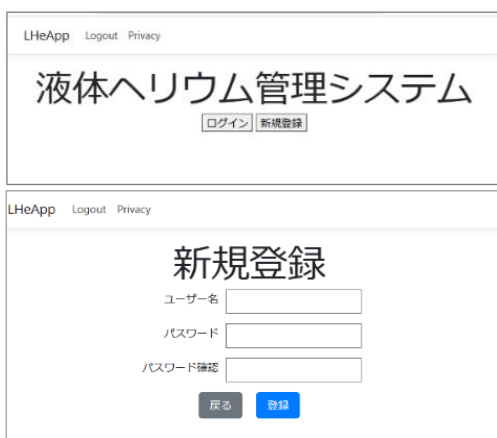 LHeApp Logout Privacy
液体ヘリウム管理システム
ログイン 新規登録
LHeApp Logout Privacy
新規登録
ユーザー名
パスワード
パスワード確認
戻る 登録